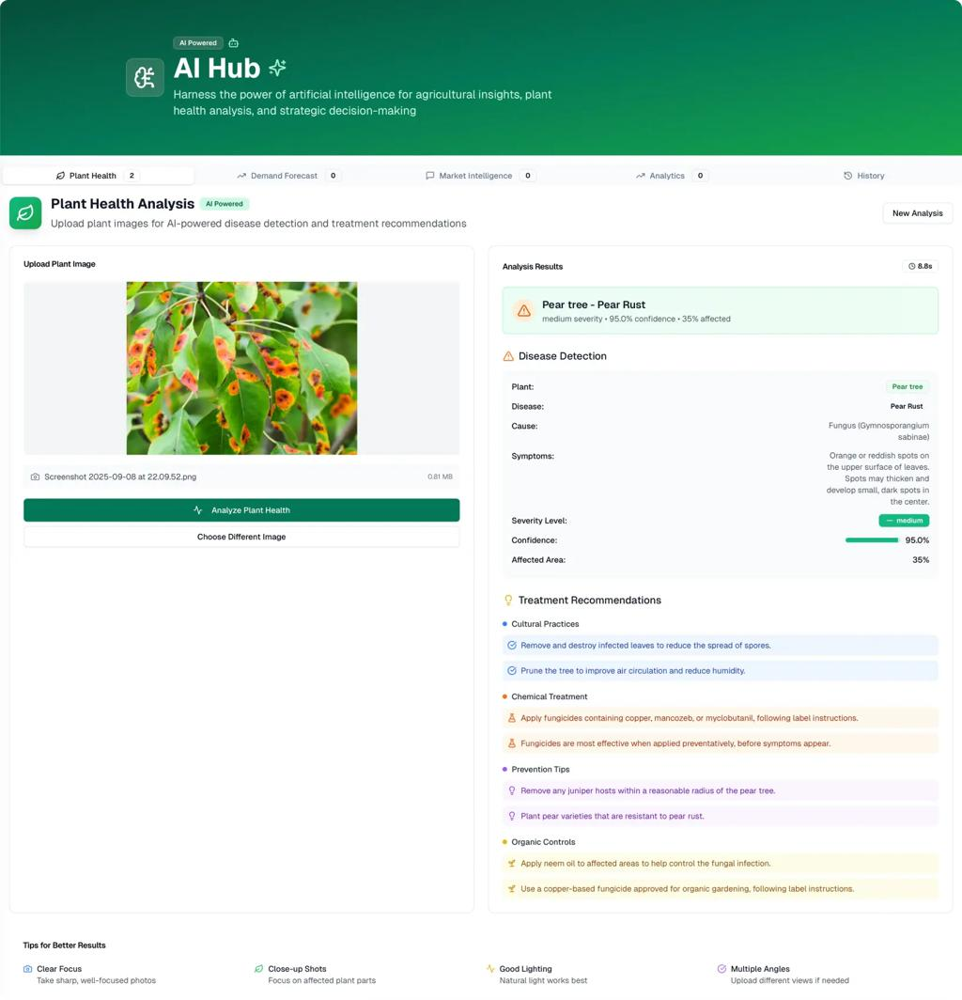 AI Powered
AI Hub
Harness the power of artificial intelligence for agricultural insights, plant
health analysis, and strategic decision-making
Plant Health 2
Demand Forecast 0
Market Intelligence 0
Analytics 0
History
Plant Health Analysis AI Powered
Upload plant images for AI-powered disease detection and treatment recommendations
New Analysis
Upload Plant Image
Screenshot 2025-09-08 at 22.09.52.png 0.81 MB
Analyze Plant Health
Choose Different Image
Analysis Results 8.8s
Pear tree - Pear Rust
medium severity • 95.0% confidence • 35% affected
Disease Detection
Plant: Pear tree
Disease: Pear Rust
Cause: Fungus (Gymnosporangium
sabinae)
Symptoms: Orange or reddish spots on
the upper surface of leaves.
Spots may thicken and
develop small, dark spots in
the center.
Severity Level: — medium
Confidence: 95.0%
Affected Area: 35%
Treatment Recommendations
Cultural Practices
Remove and destroy infected leaves to reduce the spread of spores.
Prune the tree to improve air circulation and reduce humidity.
Chemical Treatment
Apply fungicides containing copper, mancozeb, or myclobutanil, following label instructions.
Fungicides are most effective when applied preventatively, before symptoms appear.
Prevention Tips
Remove any juniper hosts within a reasonable radius of the pear tree.
Plant pear varieties that are resistant to pear rust.
Organic Controls
Apply neem oil to affected areas to help control the fungal infection.
Use a copper-based fungicide approved for organic gardening, following label instructions.
Tips for Better Results
Clear Focus
Take sharp, well-focused photos
Close-up Shots
Focus on affected plant parts
Good Lighting
Natural light works best
Multiple Angles
Upload different views if needed